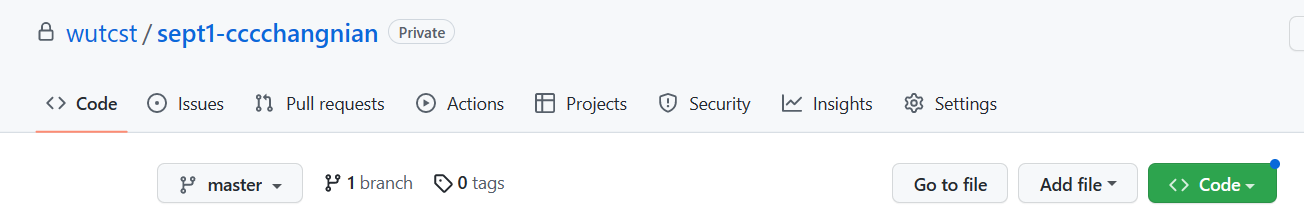 wutcst / sept1-cccchangnian Private
Code Issues Pull requests Actions Projects Security Insights Settings
master 1 branch 0 tags Go to file Add file Code